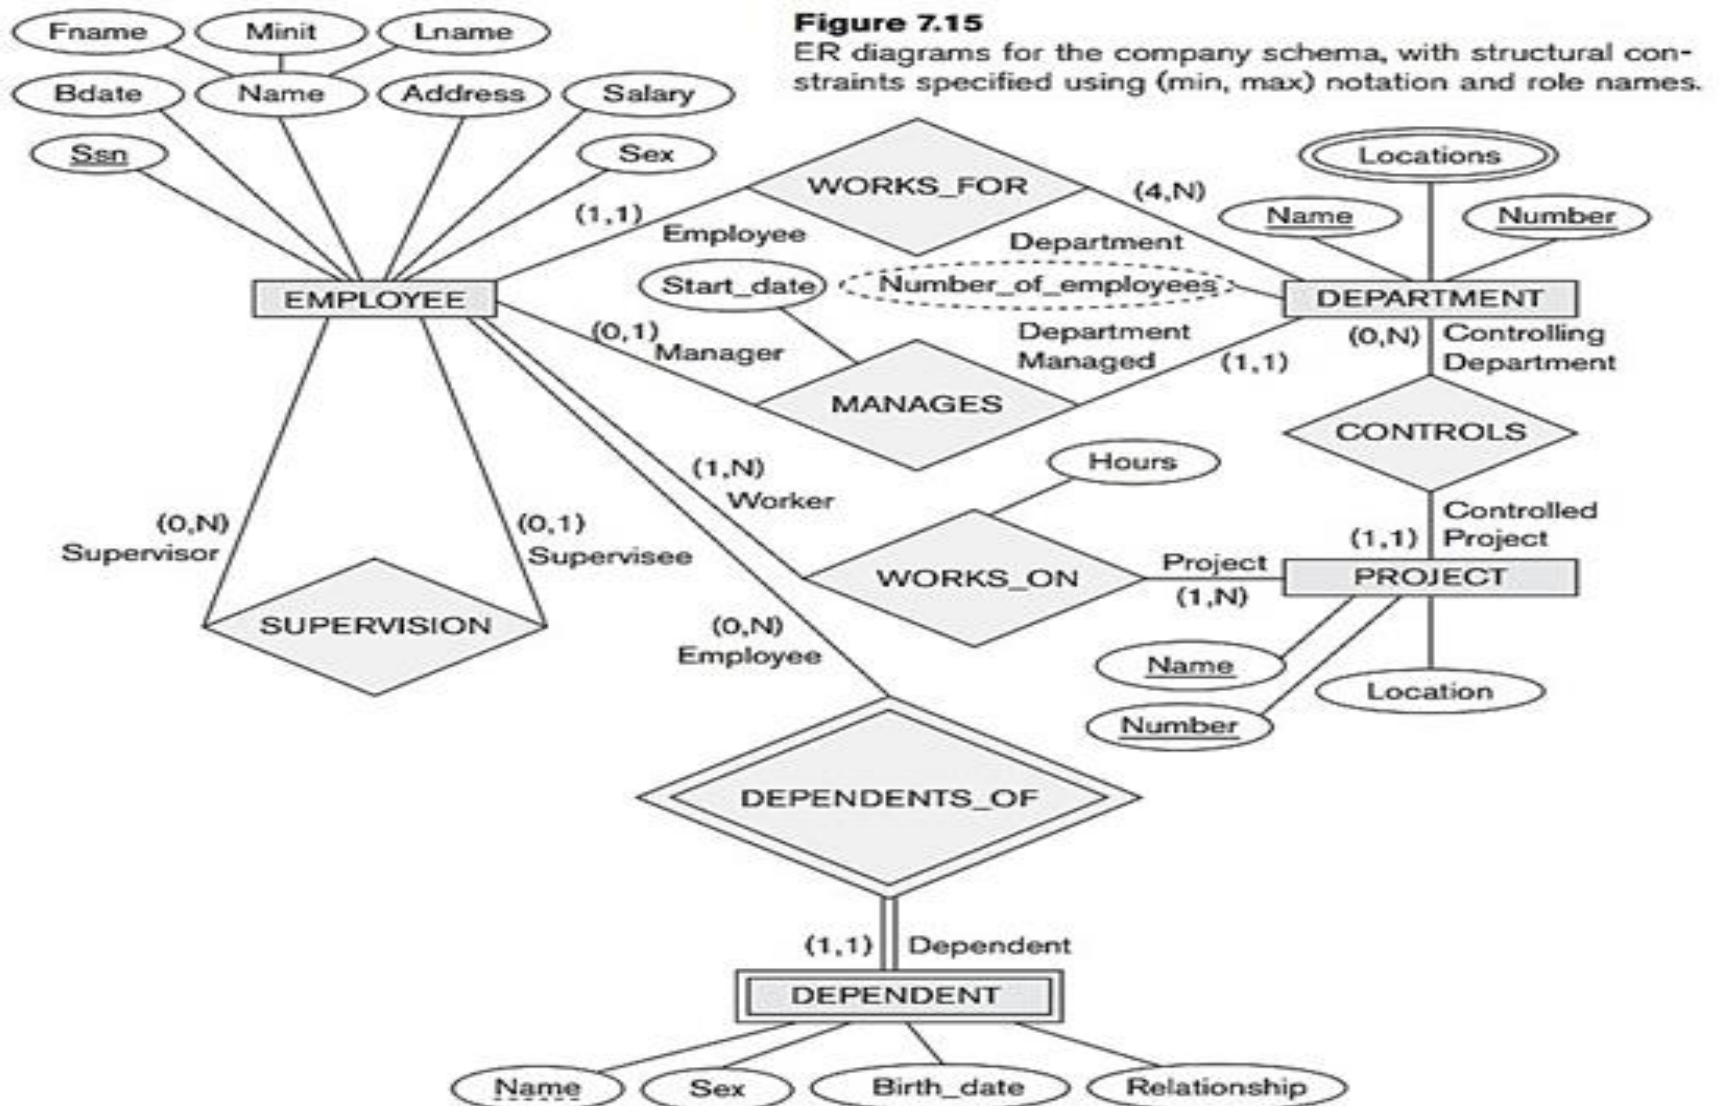 Figure 7.15
ER diagrams for the company schema, with structural con-
straints specified using (min, max) notation and role names.
Fname
Minit
Lname
Bdate
Name
Address
Salary
Ssn
Sex
WORKS_FOR
Locations
(1,1)
Employee
(4,N)
Department
Name
Number
EMPLOYEE
Start_date
Number_of_employees
DEPARTMENT
(0,1)
Manager
Department
Managed
(1,1)
(0,N)
Controlling
Department
MANAGES
CONTROLS
Hours
(1,N)
Worker
(0,N)
Supervisor
(0,1)
Supervisee
Controlled
Project
(1,1)
WORKS_ON
Project
(1,N)
PROJECT
SUPERVISION
(0,N)
Employee
Name
Location
Number
DEPENDENTS_OF
(1,1)
Dependent
DEPENDENT
Name
Sex
Birth_date
Relationship